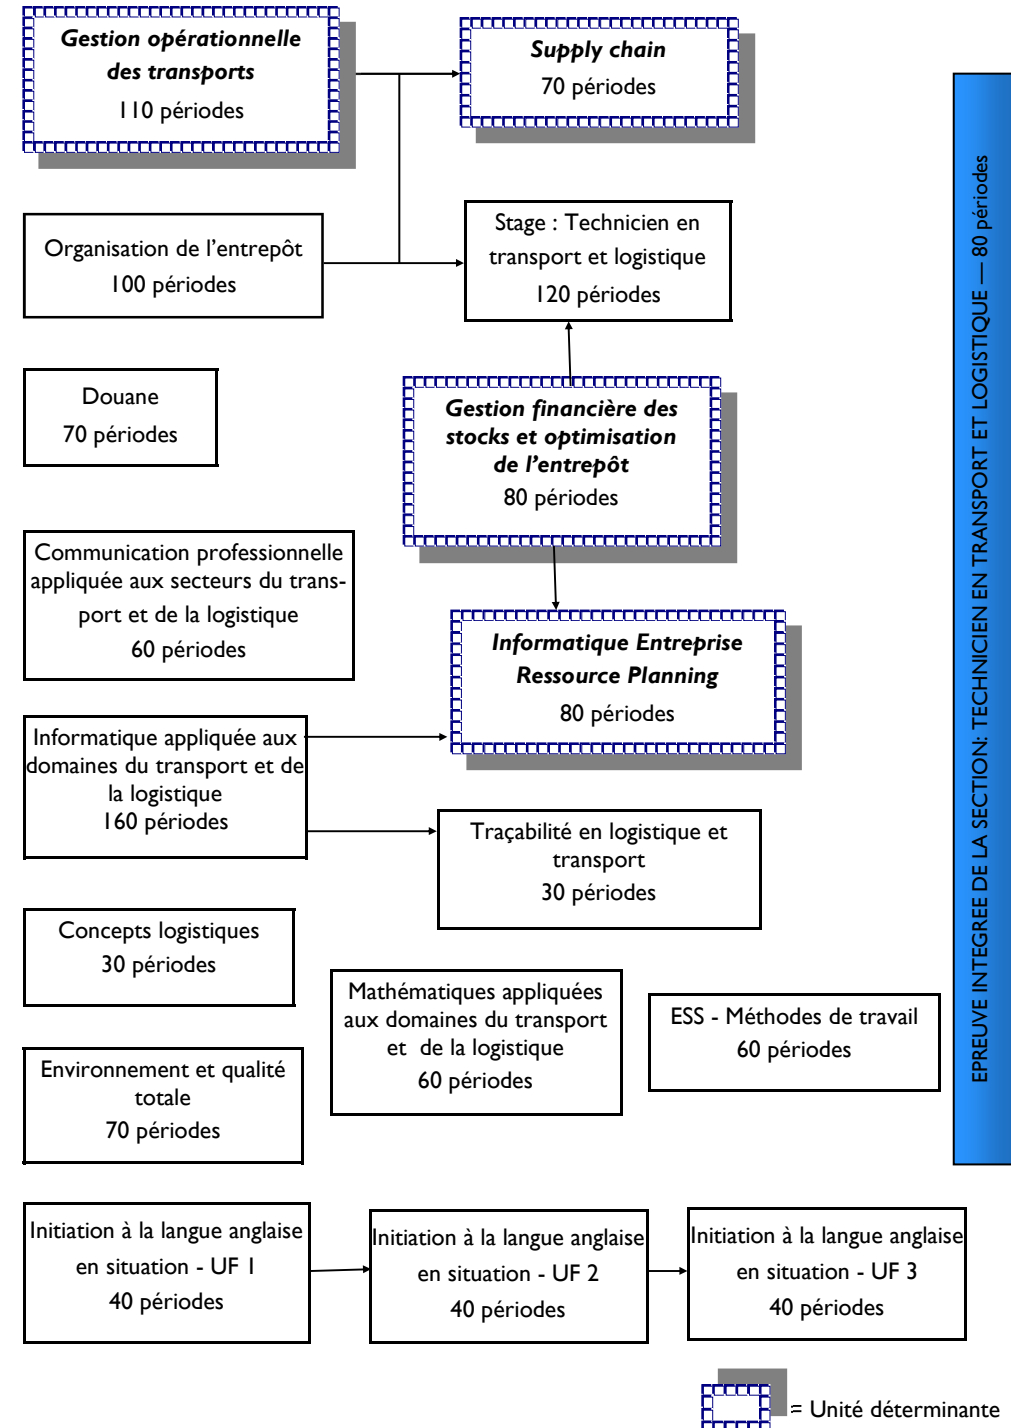 Gestion opérationnelle
des transports
110 périodes
Supply chain
70 périodes
Organisation de l’entrepôt
100 périodes
Stage : Technicien en
transport et logistique
120 périodes
Douane
70 périodes
Gestion financière des
stocks et optimisation
de l’entrepôt
80 périodes
Communication professionnelle
appliquée aux secteurs du trans-
port et de la logistique
60 périodes
Informatique Entreprise
Ressource Planning
80 périodes
Informatique appliquée aux
domaines du transport et de
la logistique
160 périodes
Traçabilité en logistique et
transport
30 périodes
Concepts logistiques
30 périodes
Mathématiques appliquées
aux domaines du transport
et de la logistique
60 périodes
ESS - Méthodes de travail
60 périodes
Environnement et qualité
totale
70 périodes
Initiation à la langue anglaise
en situation - UF 1
40 périodes
Initiation à la langue anglaise
en situation - UF 2
40 périodes
Initiation à la langue anglaise
en situation - UF 3
40 périodes
EPREUVE INTEGREE DE LA SECTION: TECHNICIEN EN TRANSPORT ET LOGISTIQUE — 80 périodes
= Unité déterminante